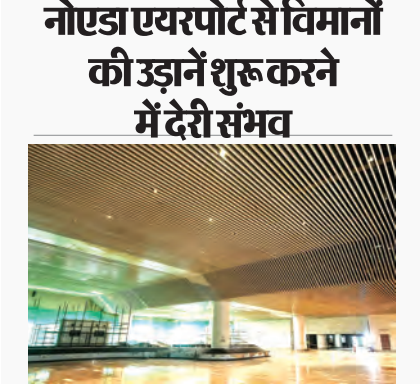 नोएडा एयरपोर्ट से विमानों
की उड़ानें शुरू करने
में देरी संभव